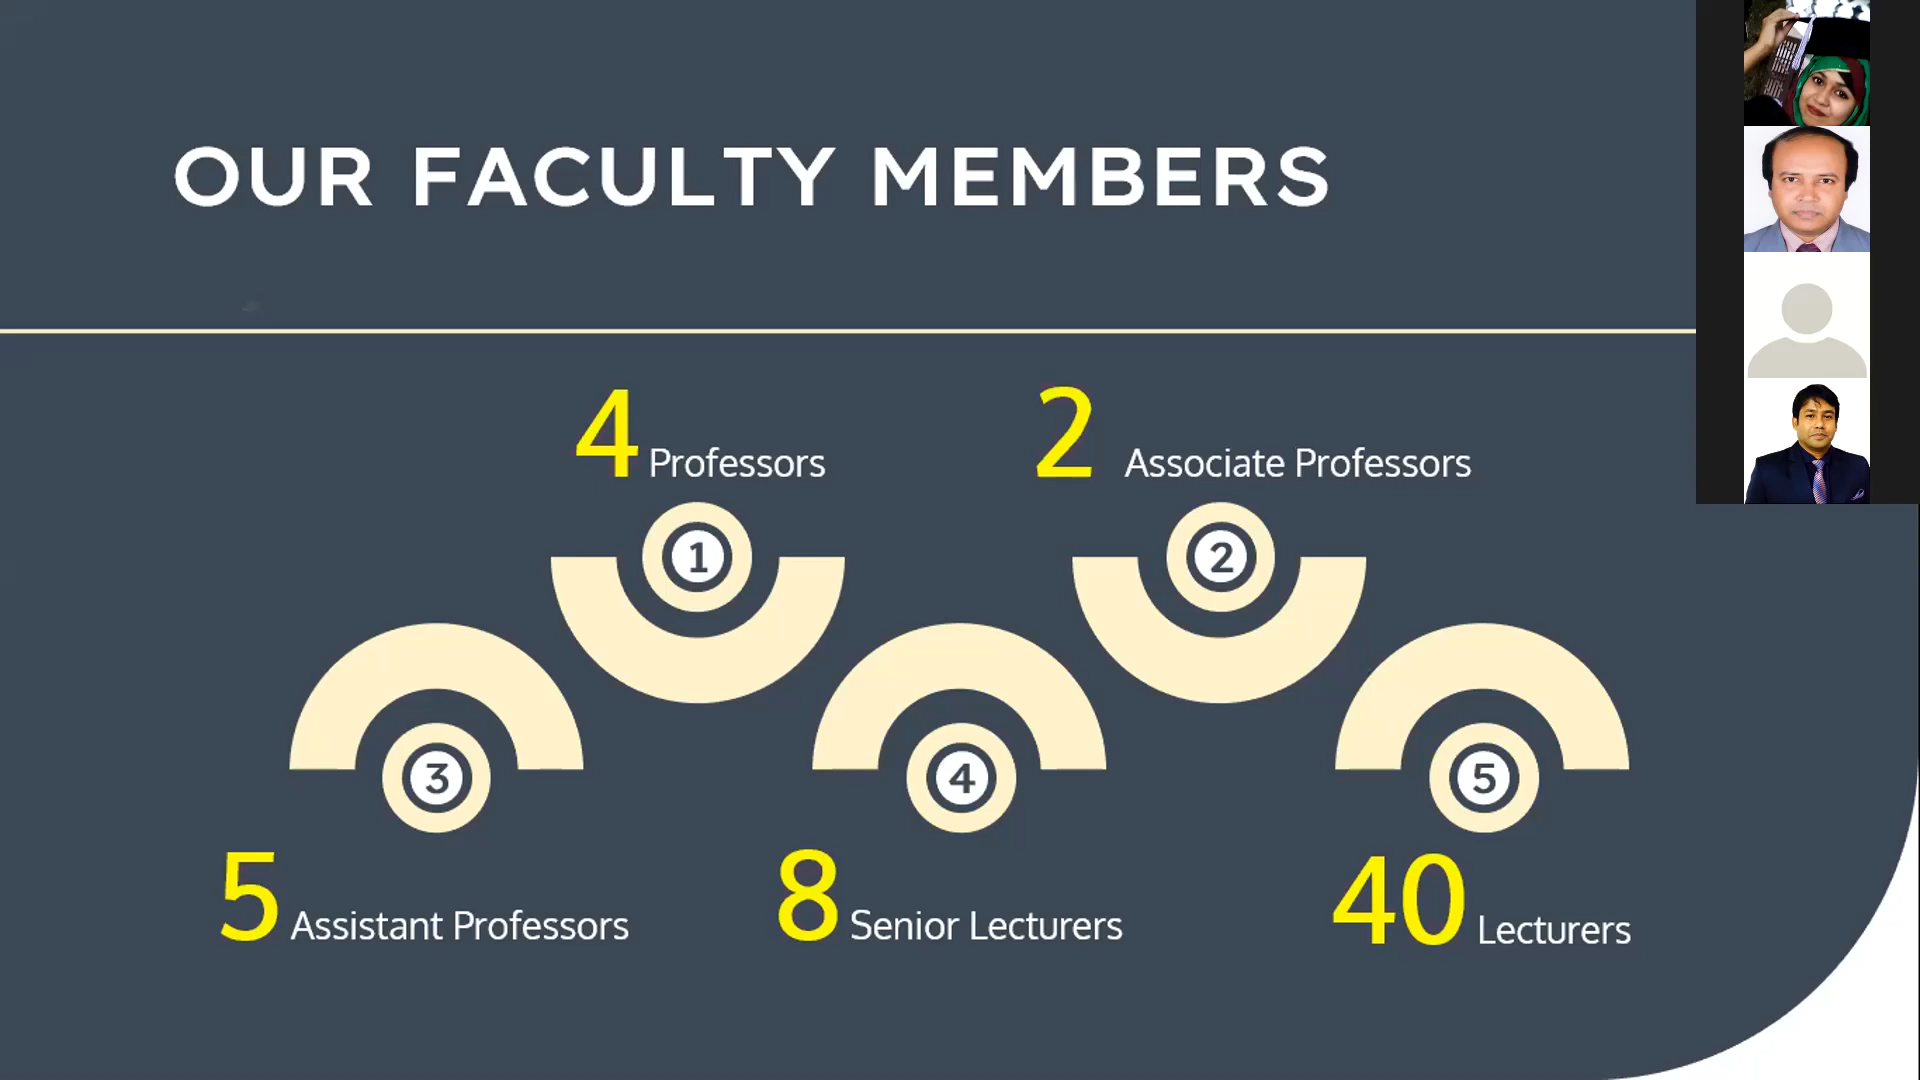 OUR FACULTY MEMBERS
4 Professors
2 Associate Professors
1
2
3
4
5
5 Assistant Professors
8 Senior Lecturers
40 Lecturers